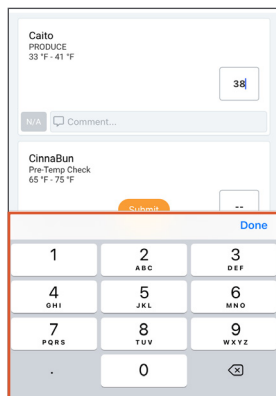 Caito
PRODUCE
33 °F - 41 °F
38
N/A
Comment...
CinnaBun
Pre-Temp Check
65 °F - 75 °F
--
Submit
Done
1
2
ABC
3
DEF
4
GHI
5
JKL
6
MNO
7
PQRS
8
TUV
9
WXYZ
.
0